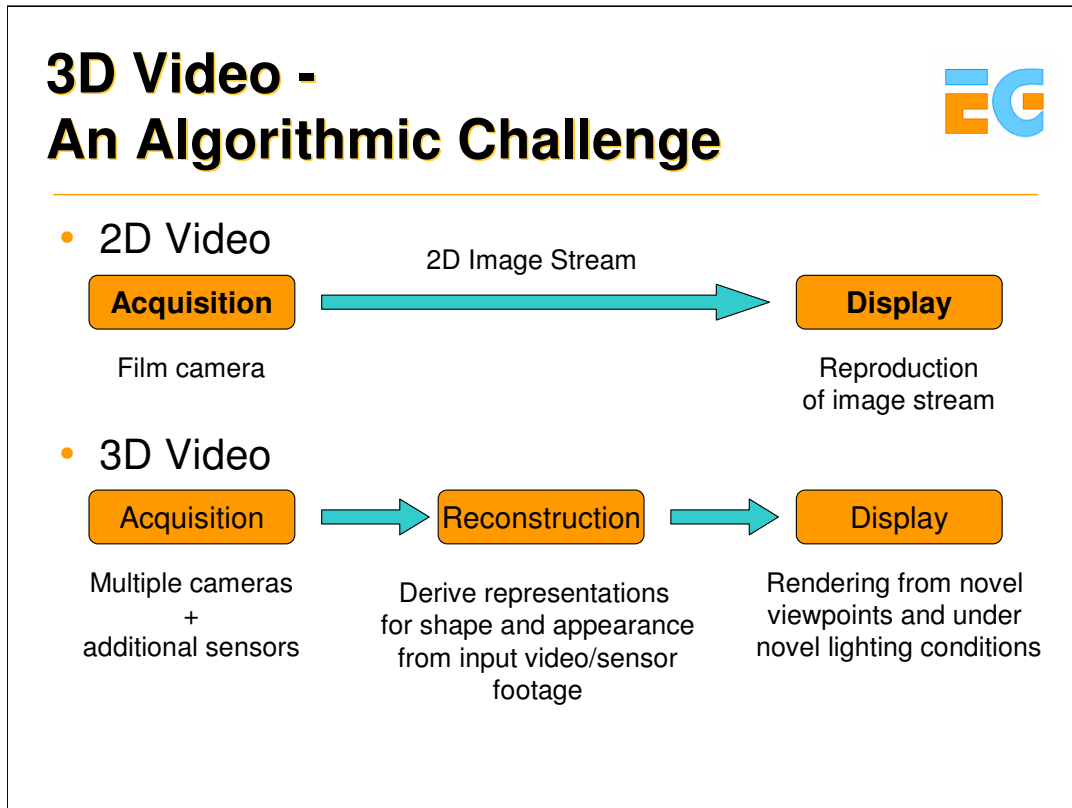 3D Video -
An Algorithmic Challenge
EG
• 2D Video
2D Image Stream
Acquisition
Display
Film camera
Reproduction
of image stream
• 3D Video
Acquisition
Reconstruction
Display
Multiple cameras
+
additional sensors
Derive representations
for shape and appearance
from input video/sensor
footage
Rendering from novel
viewpoints and under
novel lighting conditions